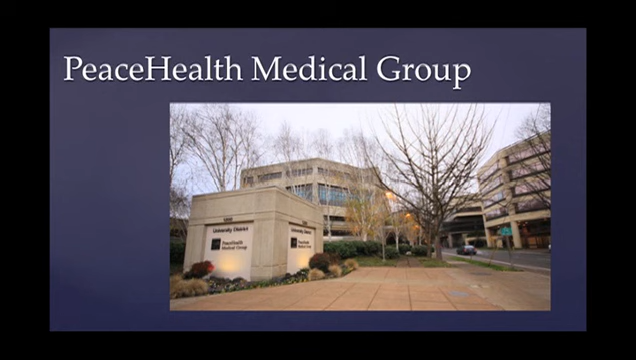 PeaceHealth Medical Group
University District
PeaceHealth
Medical Group
University District
PeaceHealth
Medical Group